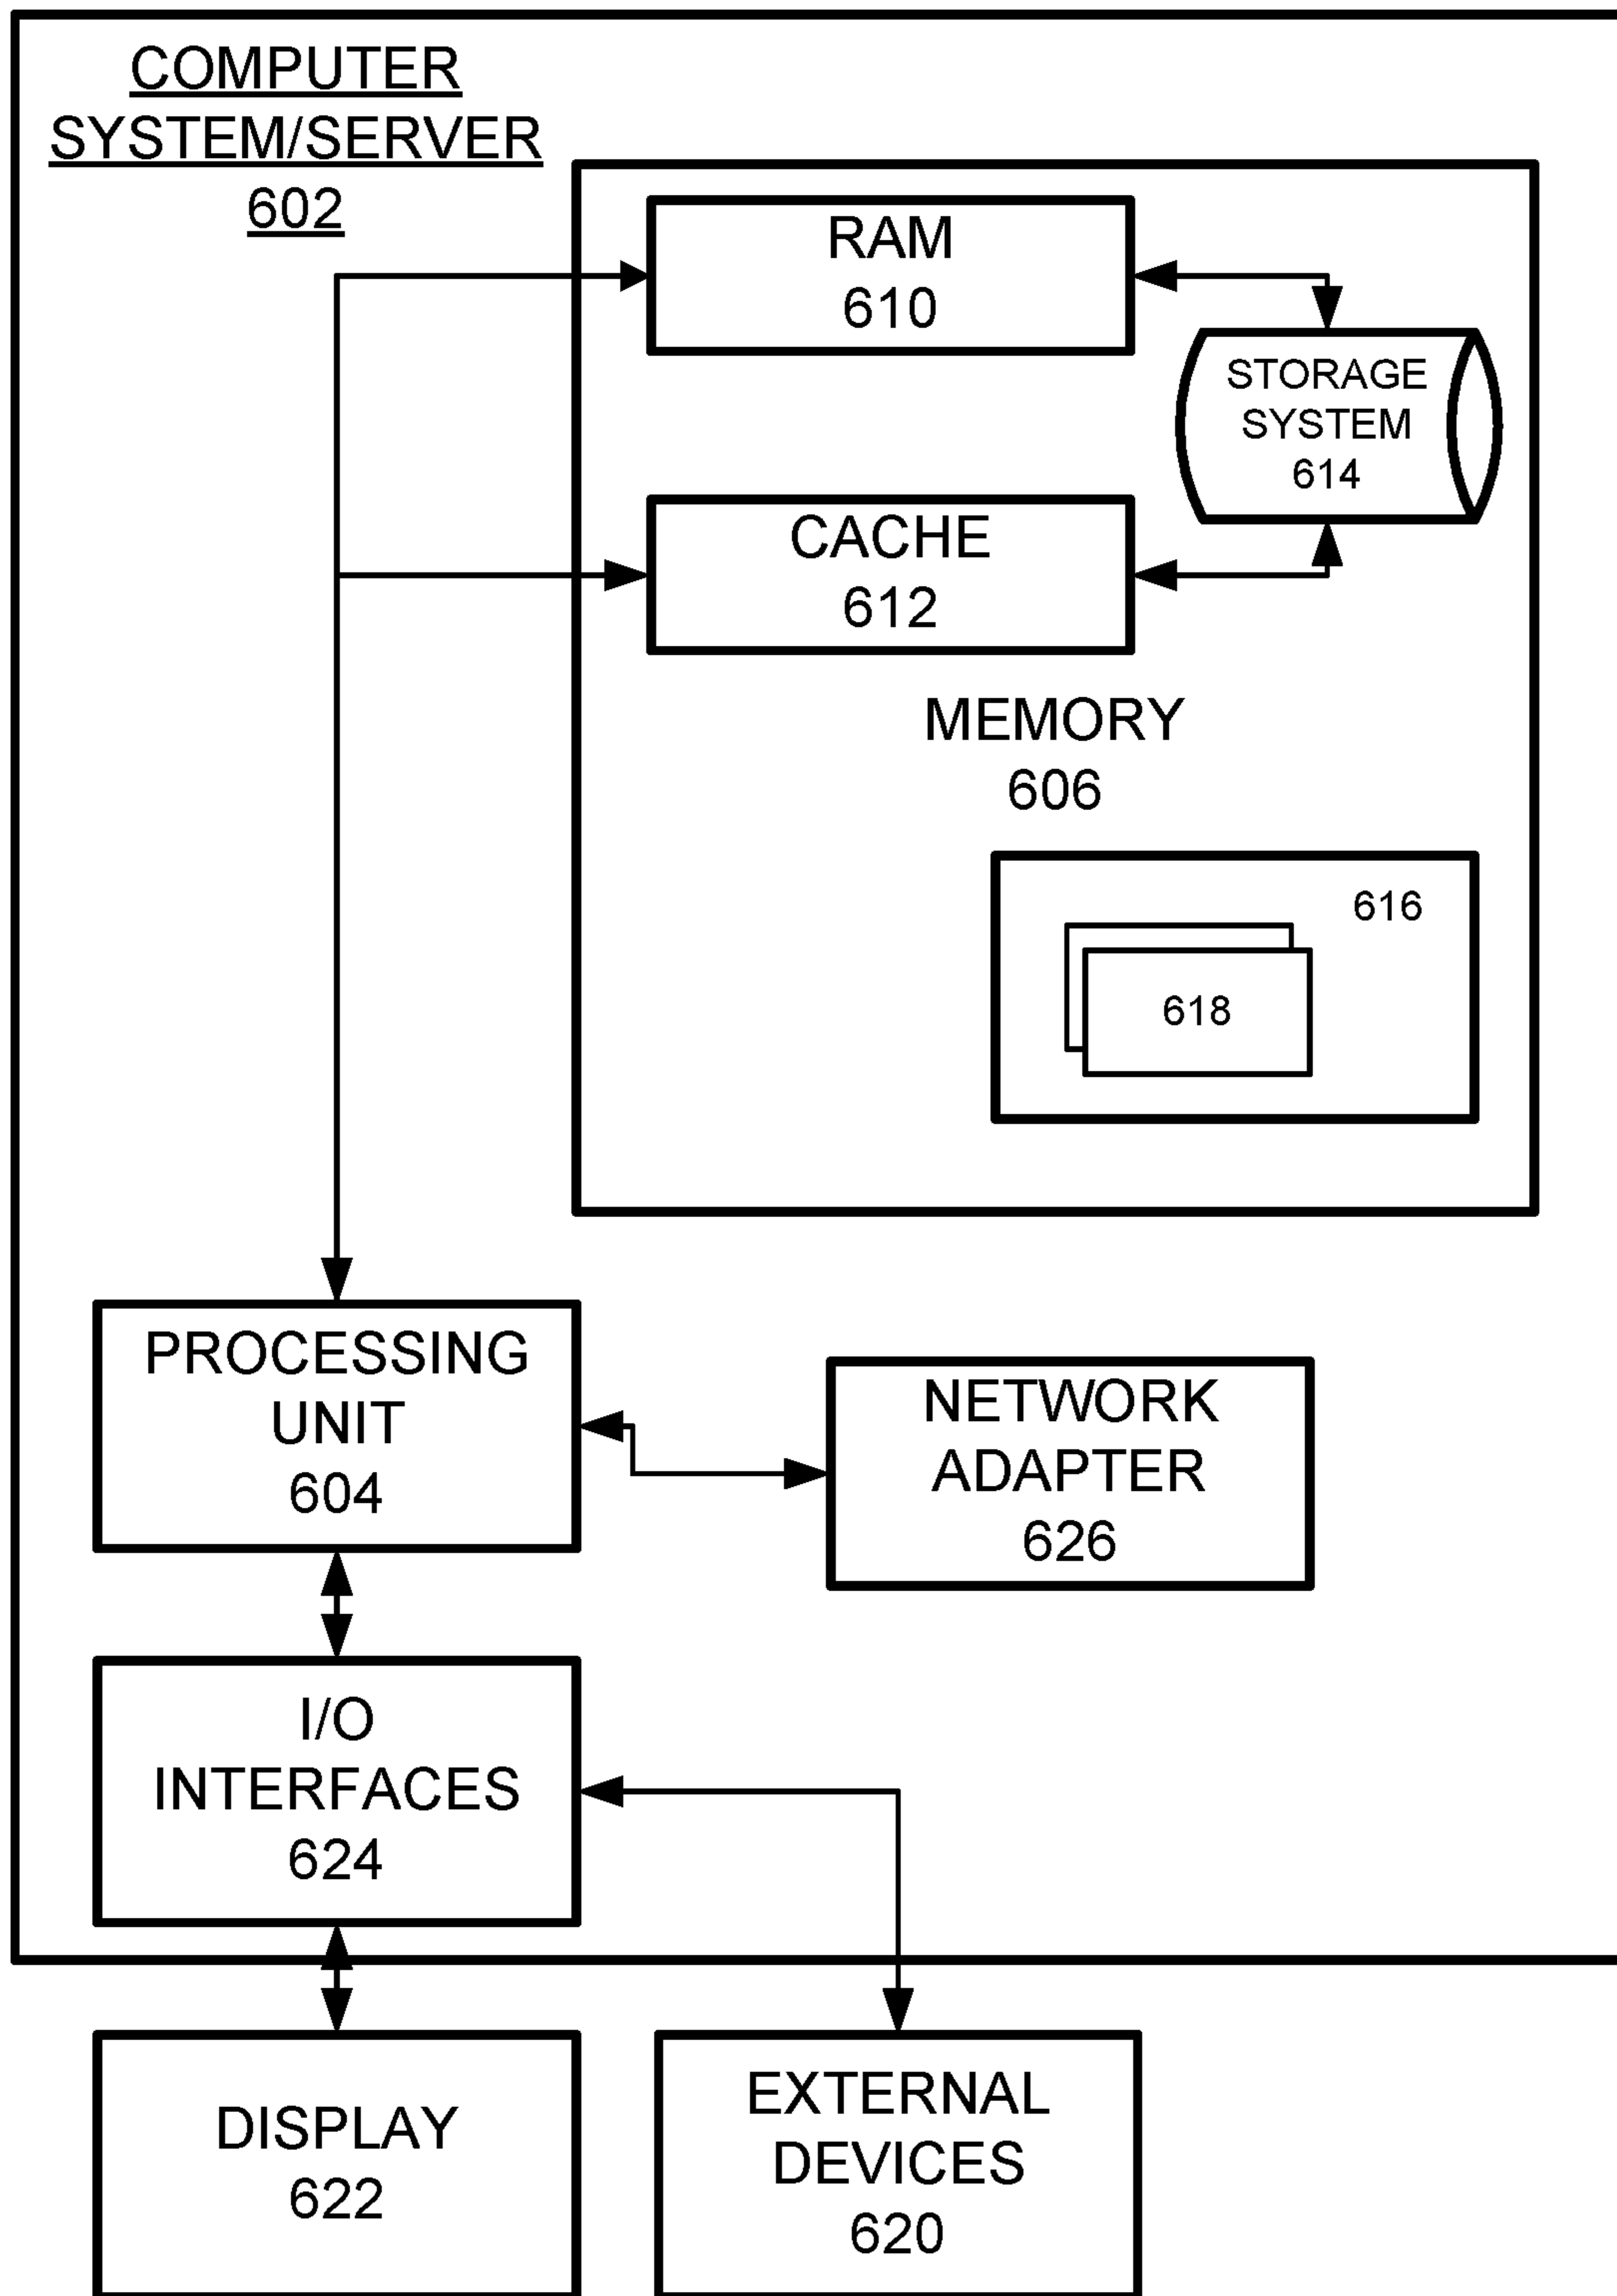 COMPUTER
SYSTEM/SERVER
602
RAM
610
STORAGE
SYSTEM
614
CACHE
612
MEMORY
606
616
618
PROCESSING
UNIT
604
NETWORK
ADAPTER
626
I/O
INTERFACES
624
DISPLAY
622
EXTERNAL
DEVICES
620